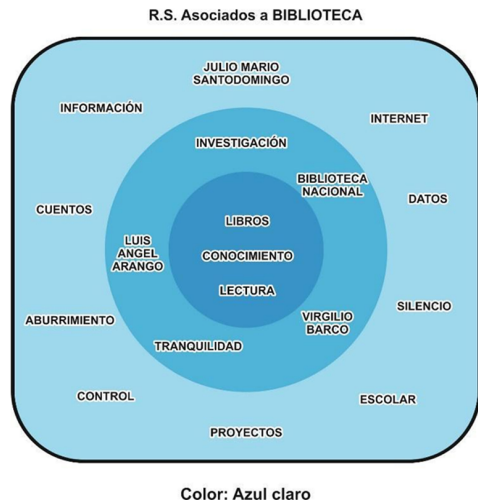 R.S. Asociados a BIBLIOTECA
JULIO MARIO
SANTODOMINGO
INFORMACIÓN
INTERNET
INVESTIGACIÓN
BIBLIOTECA
NACIONAL
DATOS
CUENTOS
LIBROS
LUIS
ANGEL
ARANGO
CONOCIMIENTO
LECTURA
SILENCIO
ABURRIMIENTO
VIRGILIO
BARCO
TRANQUILIDAD
CONTROL
ESCOLAR
PROYECTOS
Color: Azul claro